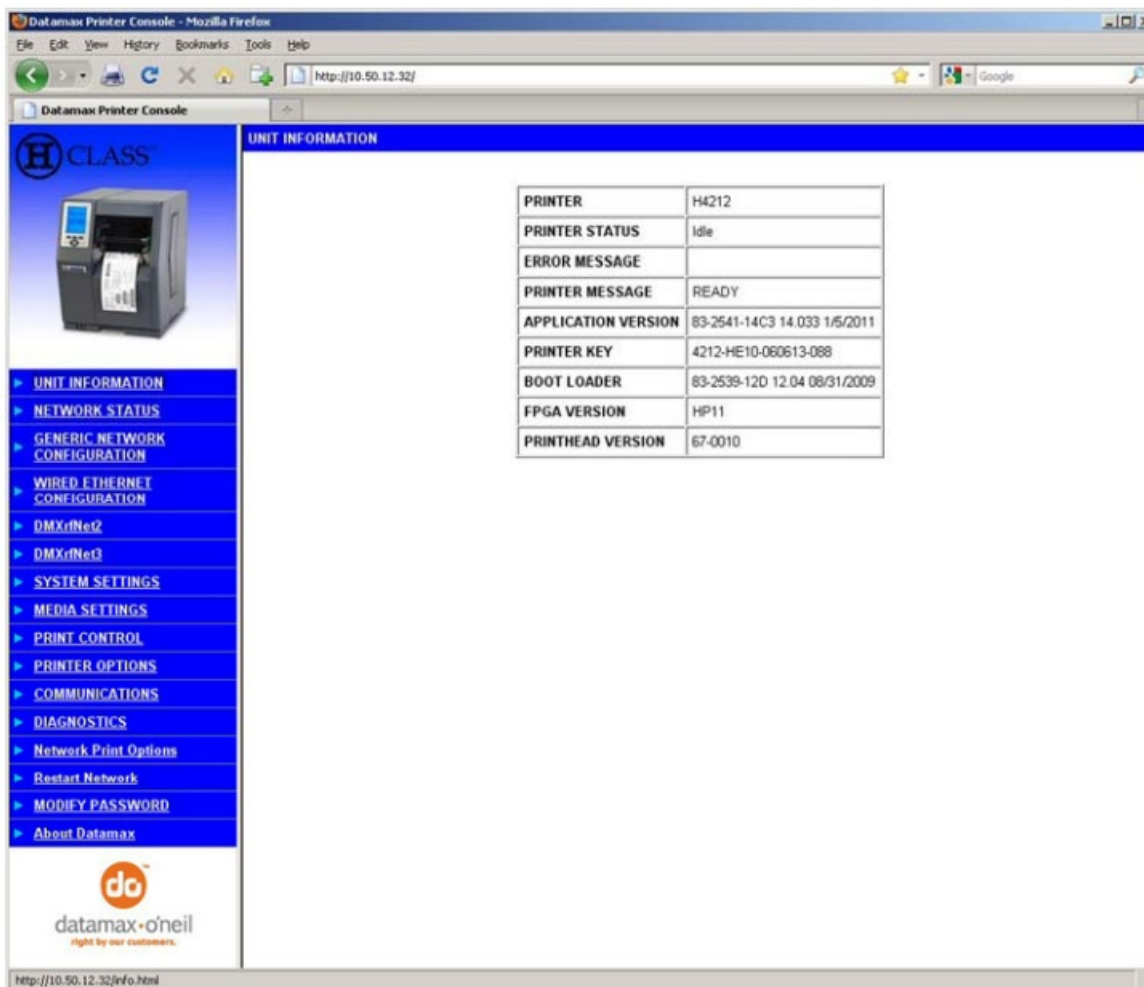 Datamax Printer Console - Mozilla Firefox
File Edit View History Bookmarks Tools Help
http://10.50.12.32/
Google
Datamax Printer Console
H CLASS™
UNIT INFORMATION
PRINTER H4212
PRINTER STATUS Idle
ERROR MESSAGE
PRINTER MESSAGE READY
APPLICATION VERSION 83-2541-14C3 14.033 1/5/2011
PRINTER KEY 4212-HE10-060613-088
BOOT LOADER 83-2539-12D 12.04 08/31/2009
FPGA VERSION HP11
PRINTHEAD VERSION 67-0010
UNIT INFORMATION
NETWORK STATUS
GENERIC NETWORK
CONFIGURATION
WIRED ETHERNET
CONFIGURATION
DMXrfNet2
DMXrfNet3
SYSTEM SETTINGS
MEDIA SETTINGS
PRINT CONTROL
PRINTER OPTIONS
COMMUNICATIONS
DIAGNOSTICS
Network Print Options
Restart Network
MODIFY PASSWORD
About Datamax
do™
datamax•o'neil
right by our customers.
http://10.50.12.32/info.html